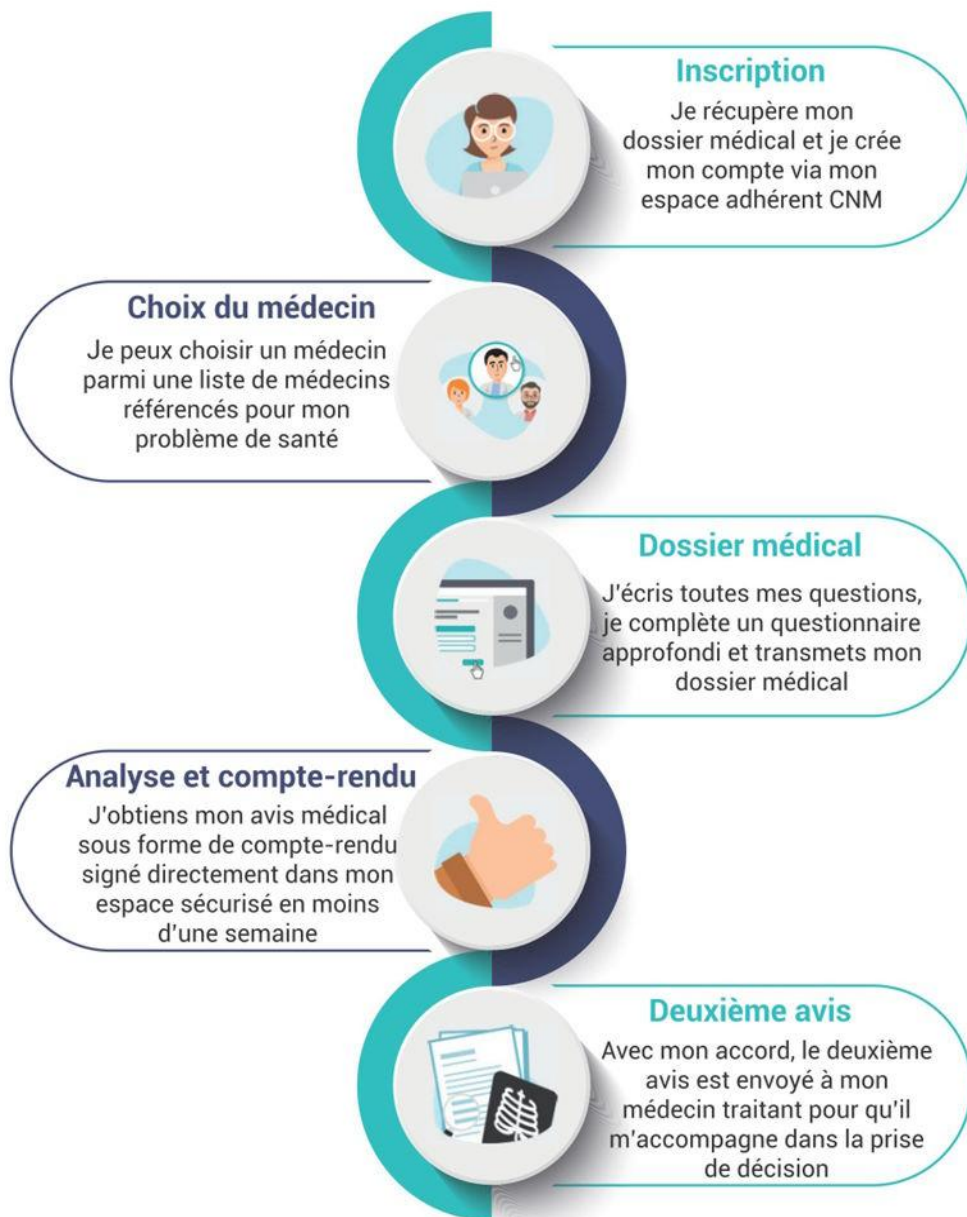 Inscription
Je récupère mon
dossier médical et je crée
mon compte via mon
espace adhérent CNM
Choix du médecin
Je peux choisir un médecin
parmi une liste de médecins
référencés pour mon
problème de santé
Dossier médical
J'écris toutes mes questions,
je complète un questionnaire
approfondi et transmets mon
dossier médical
Analyse et compte-rendu
J'obtiens mon avis médical
sous forme de compte-rendu
signé directement dans mon
espace sécurisé en moins
d'une semaine
Deuxième avis
Avec mon accord, le deuxième
avis est envoyé à mon
médecin traitant pour qu'il
m'accompagne dans la prise
de décision